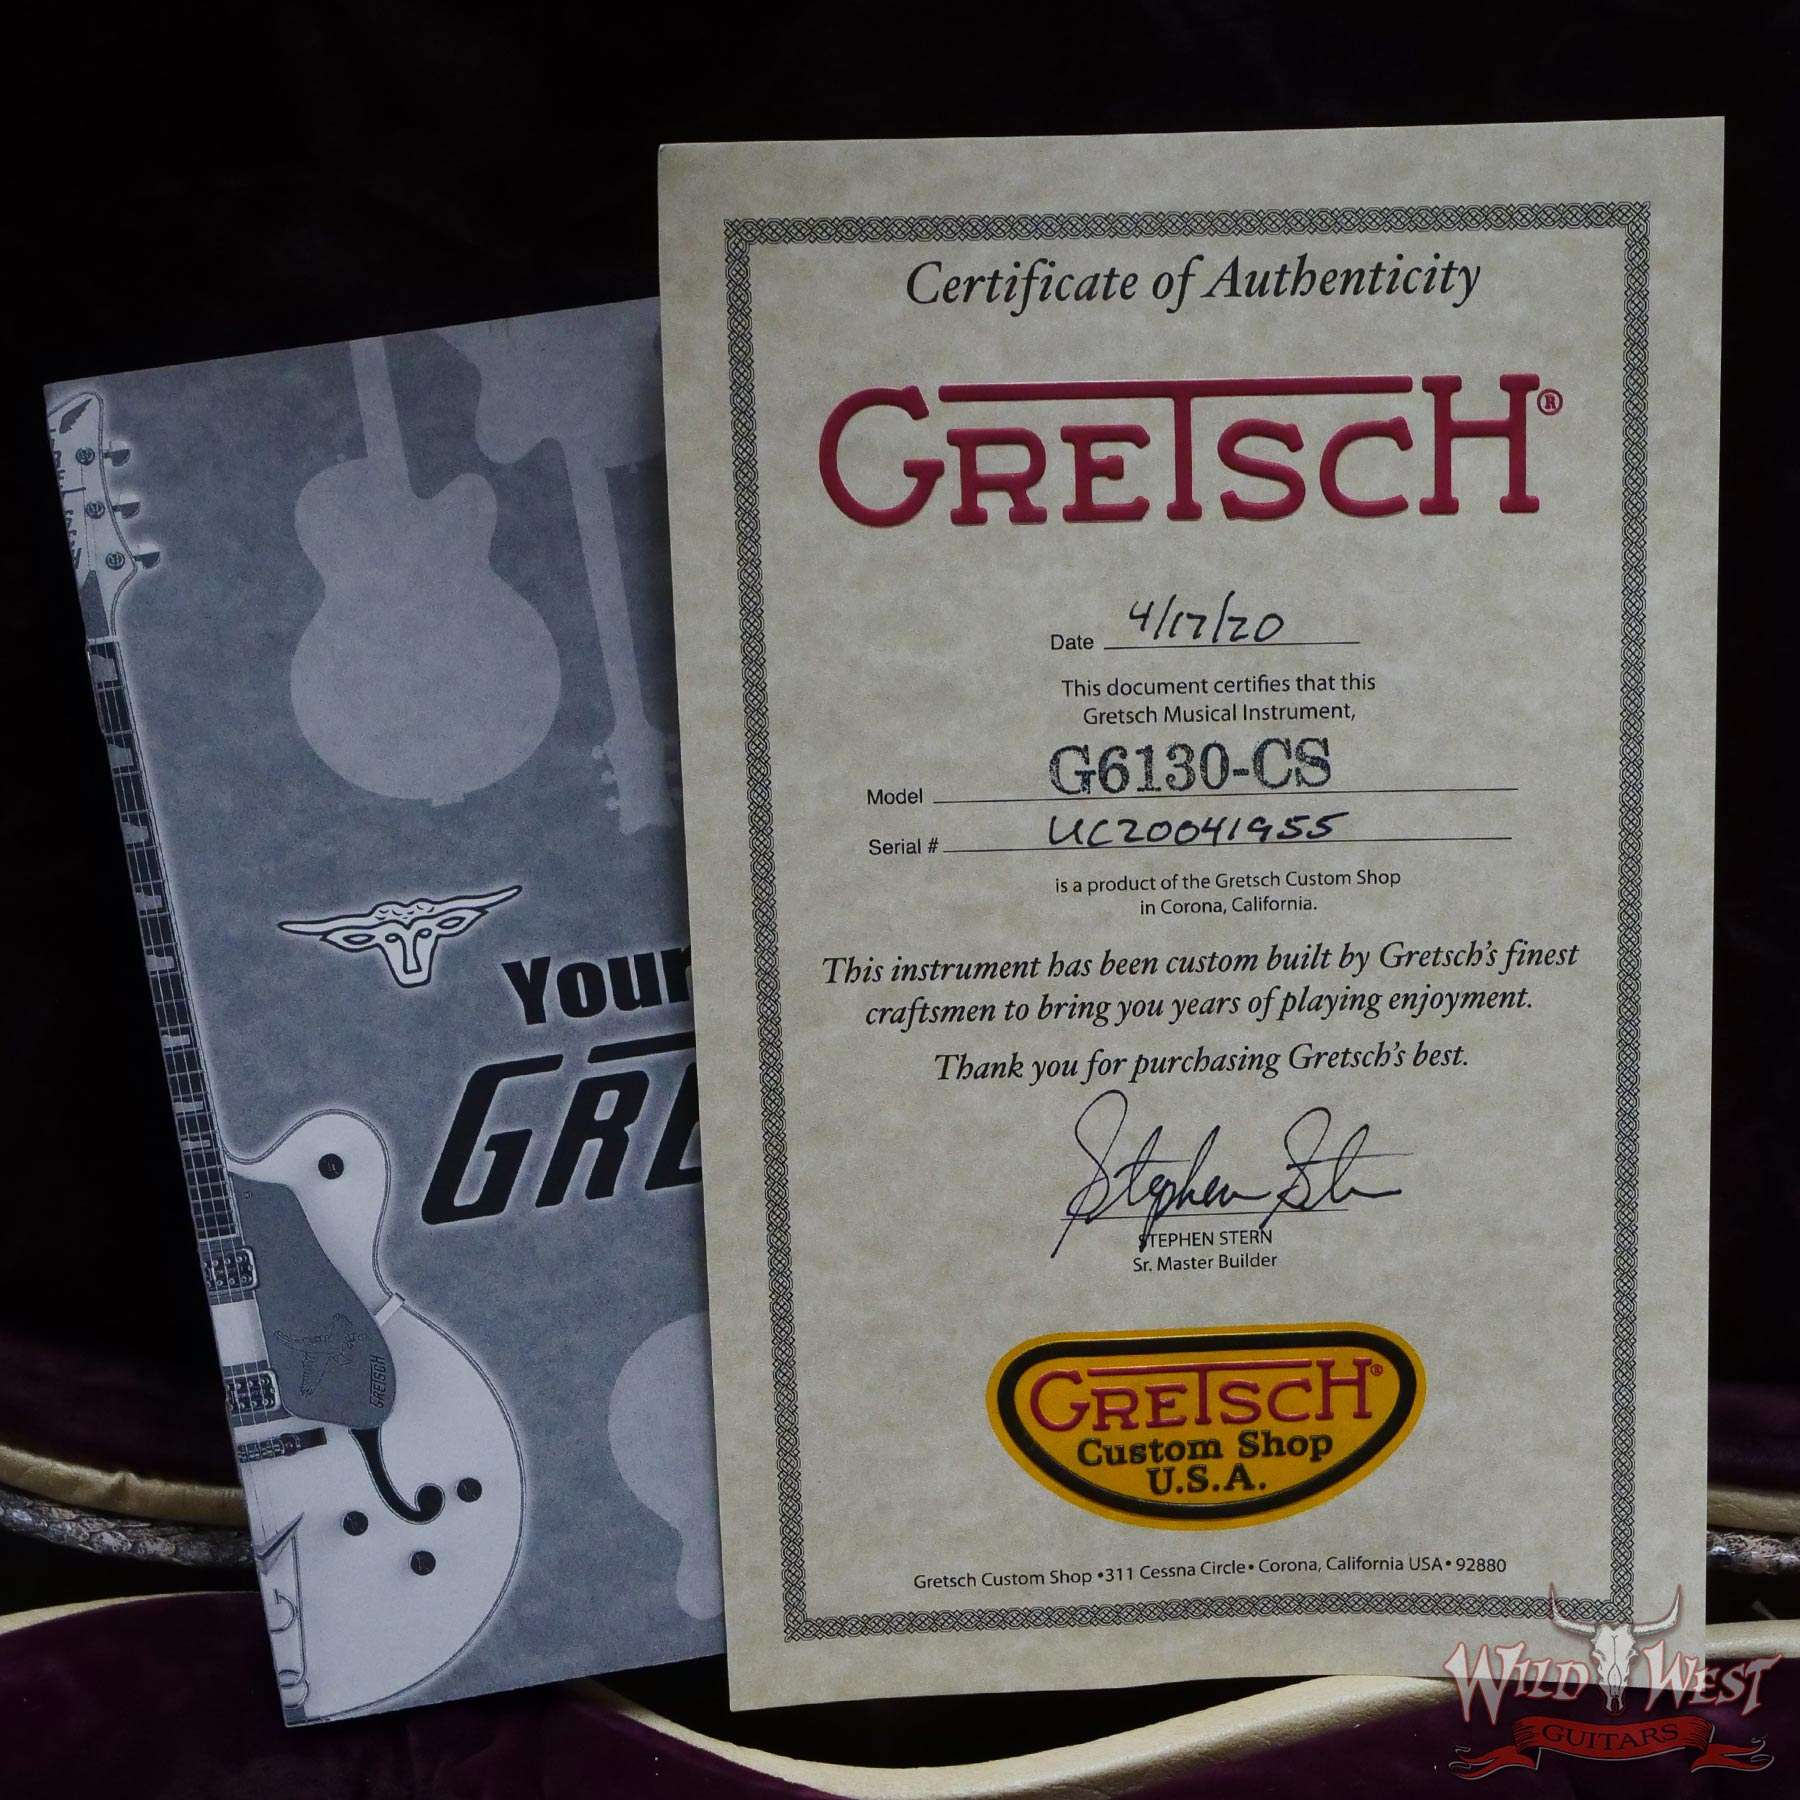 Certificate of Authenticity
GRETSCH®
Date 4/17/20
This document certifies that this
Gretsch Musical Instrument,
Model G6130-CS
Serial # UC20041955
is a product of the Gretsch Custom Shop
in Corona, California.
This instrument has been custom built by Gretsch's finest
craftsmen to bring you years of playing enjoyment.
Thank you for purchasing Gretsch's best.
Stephen Stern
STEPHEN STERN
Sr. Master Builder
GRETSCH®
Custom Shop
U.S.A.
Gretsch Custom Shop •311 Cessna Circle• Corona, California USA• 92880
Your
GRE
GRETSCH
WILD WEST
GUITARS